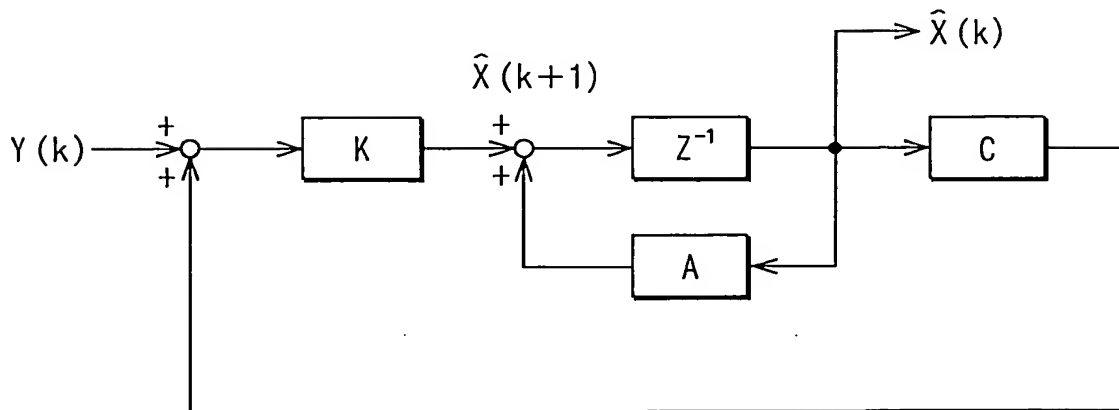 X̂(k)
X̂(k+1)
Y(k)
+
+
K
+
+
Z⁻¹
C
A